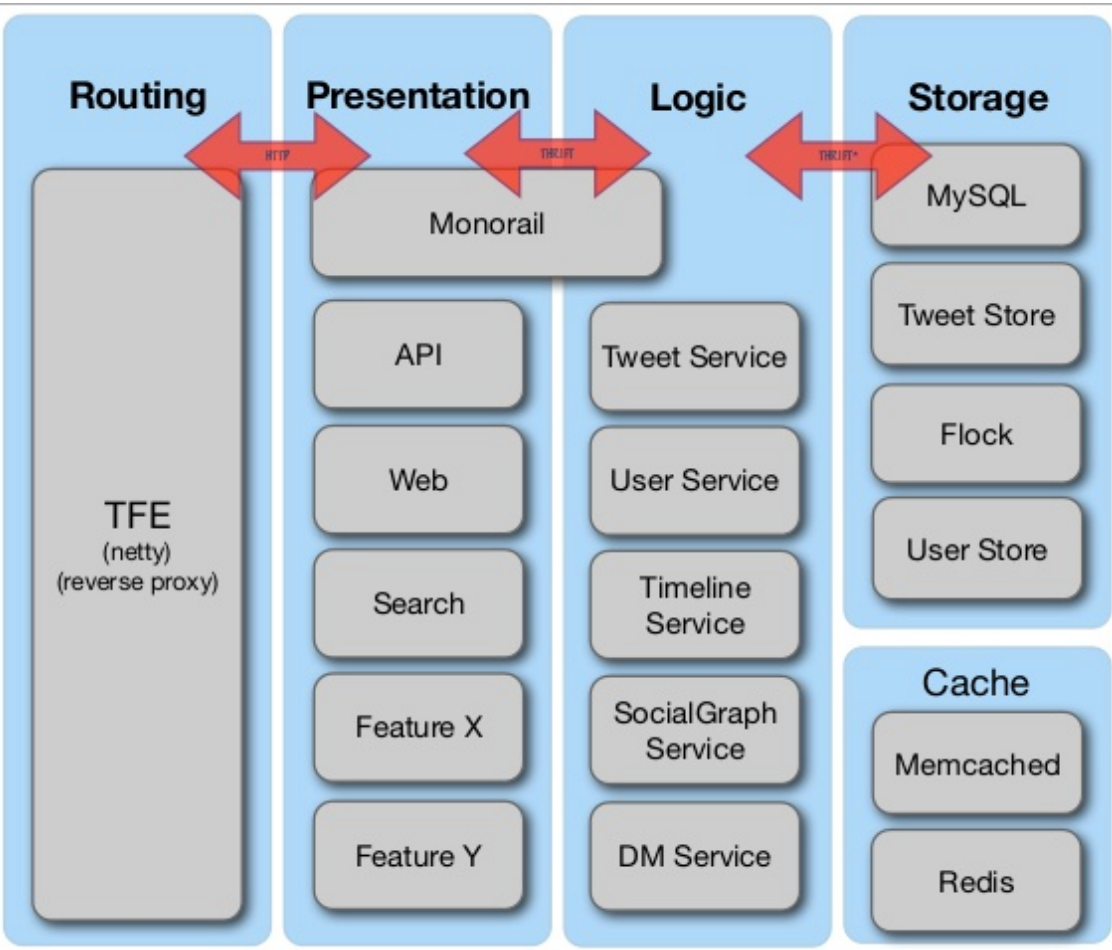 Routing
Presentation
Logic
Storage
HTTP
THRIFT
THRIFT*
TFE
(netty)
(reverse proxy)
Monorail
API
Web
Search
Feature X
Feature Y
Tweet Service
User Service
Timeline
Service
SocialGraph
Service
DM Service
MySQL
Tweet Store
Flock
User Store
Cache
Memcached
Redis